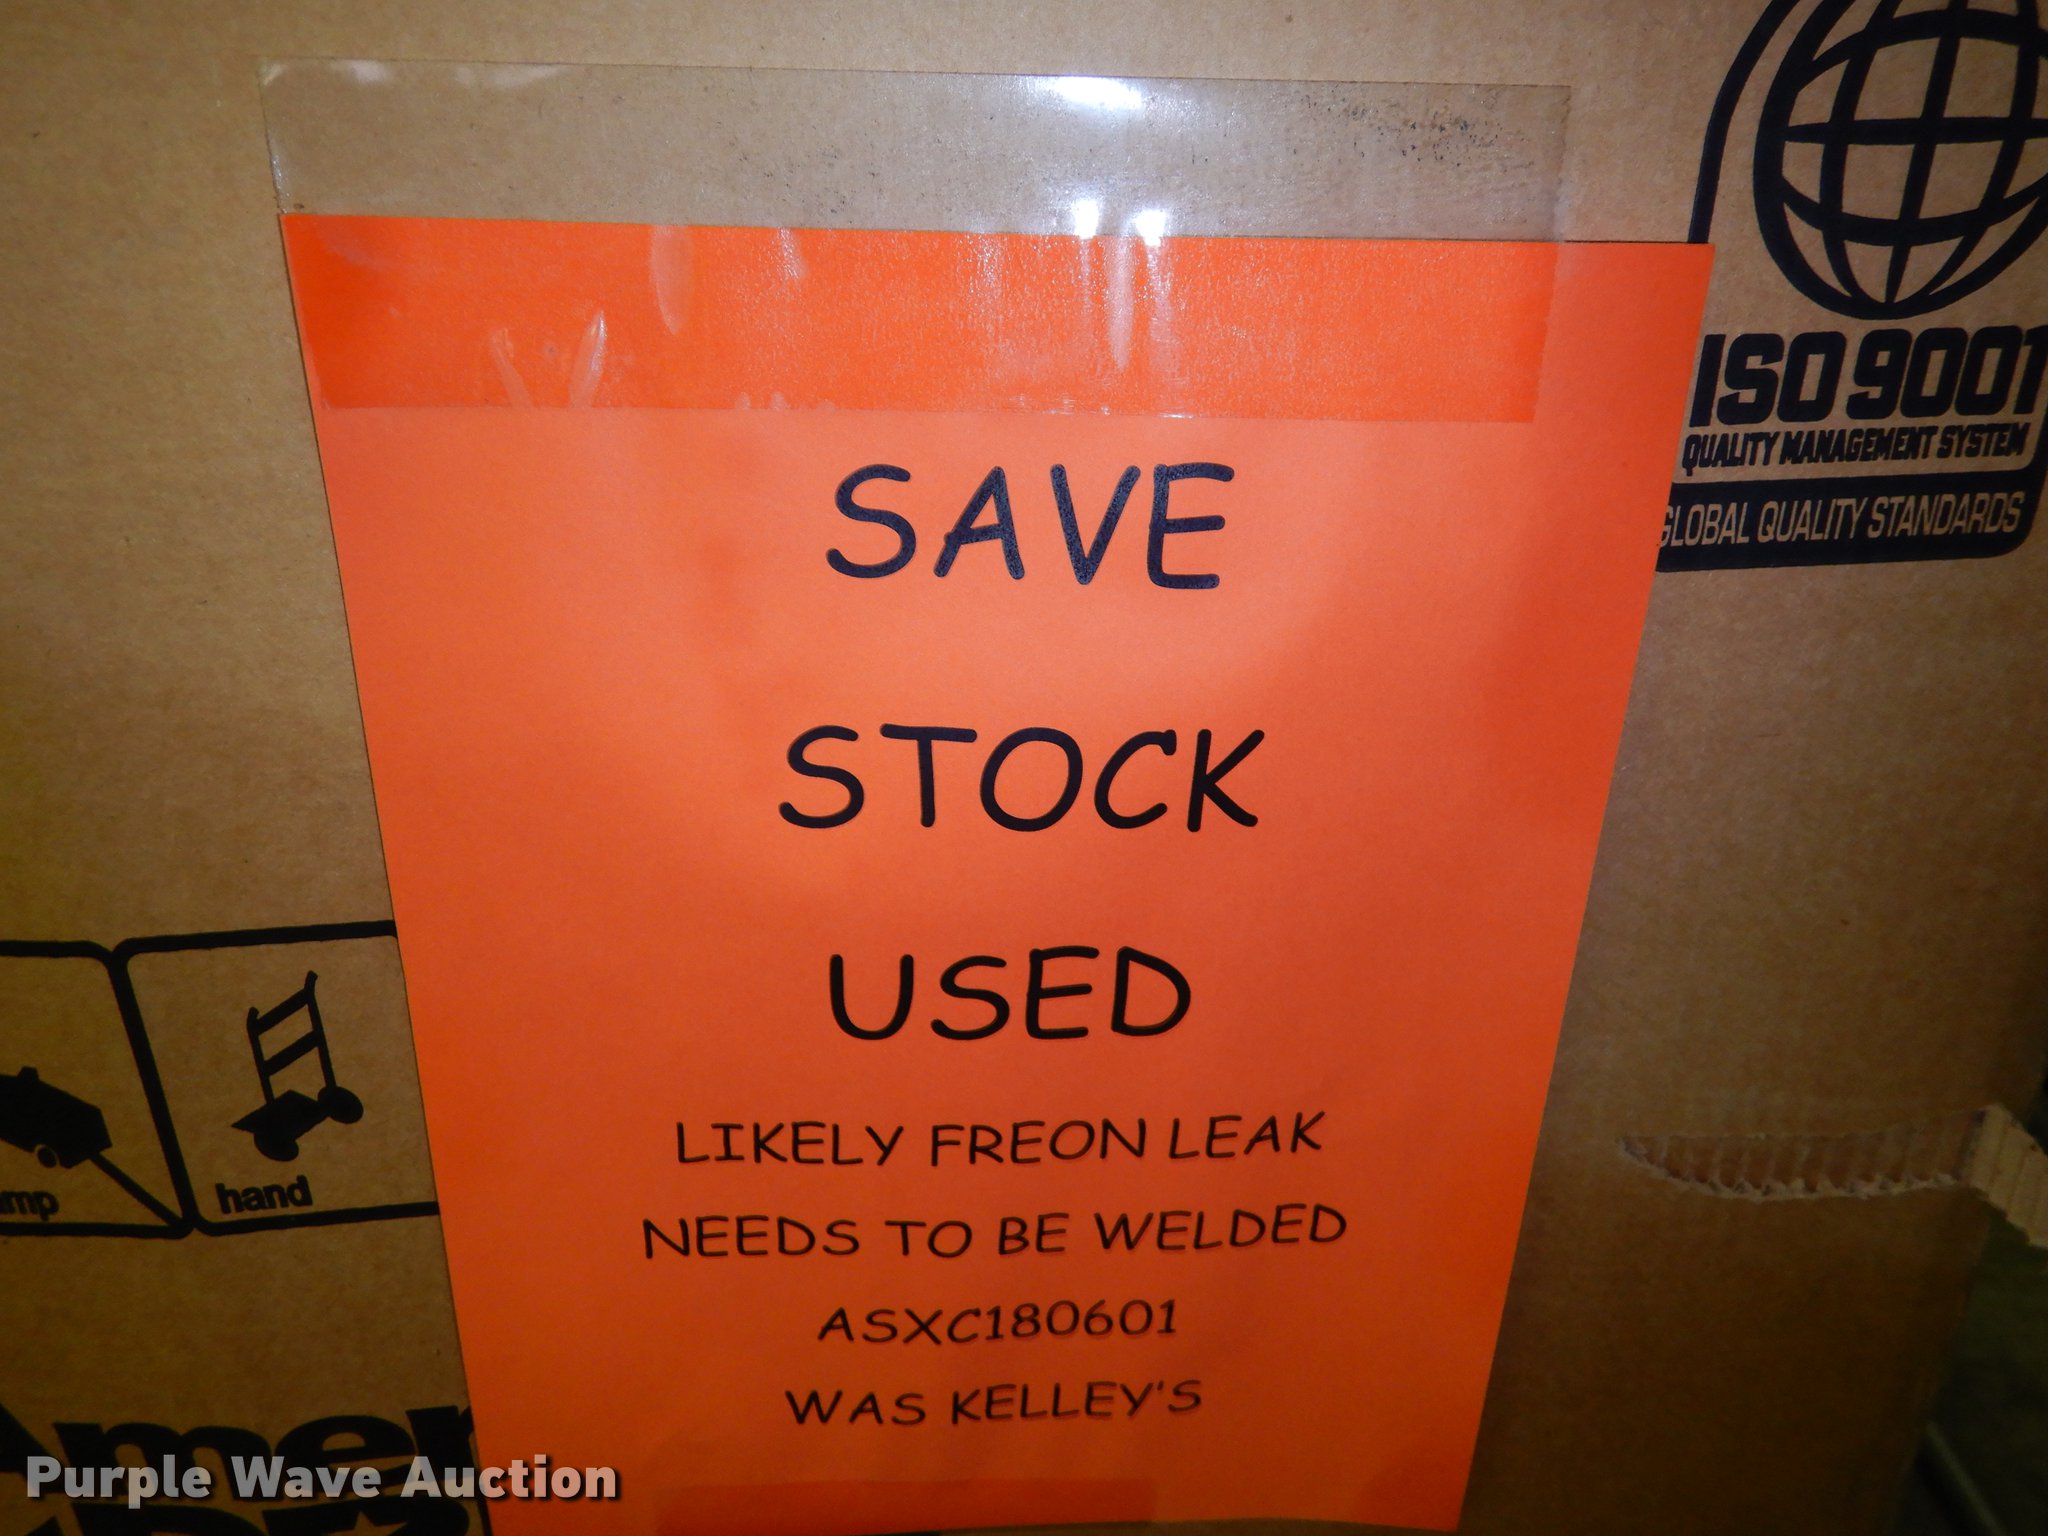 ISO 9001
QUALITY MANAGEMENT SYSTEM
GLOBAL QUALITY STANDARDS
SAVE
STOCK
USED
LIKELY FREON LEAK
NEEDS TO BE WELDED
ASXC180601
WAS KELLEY'S
hand
Purple Wave Auction